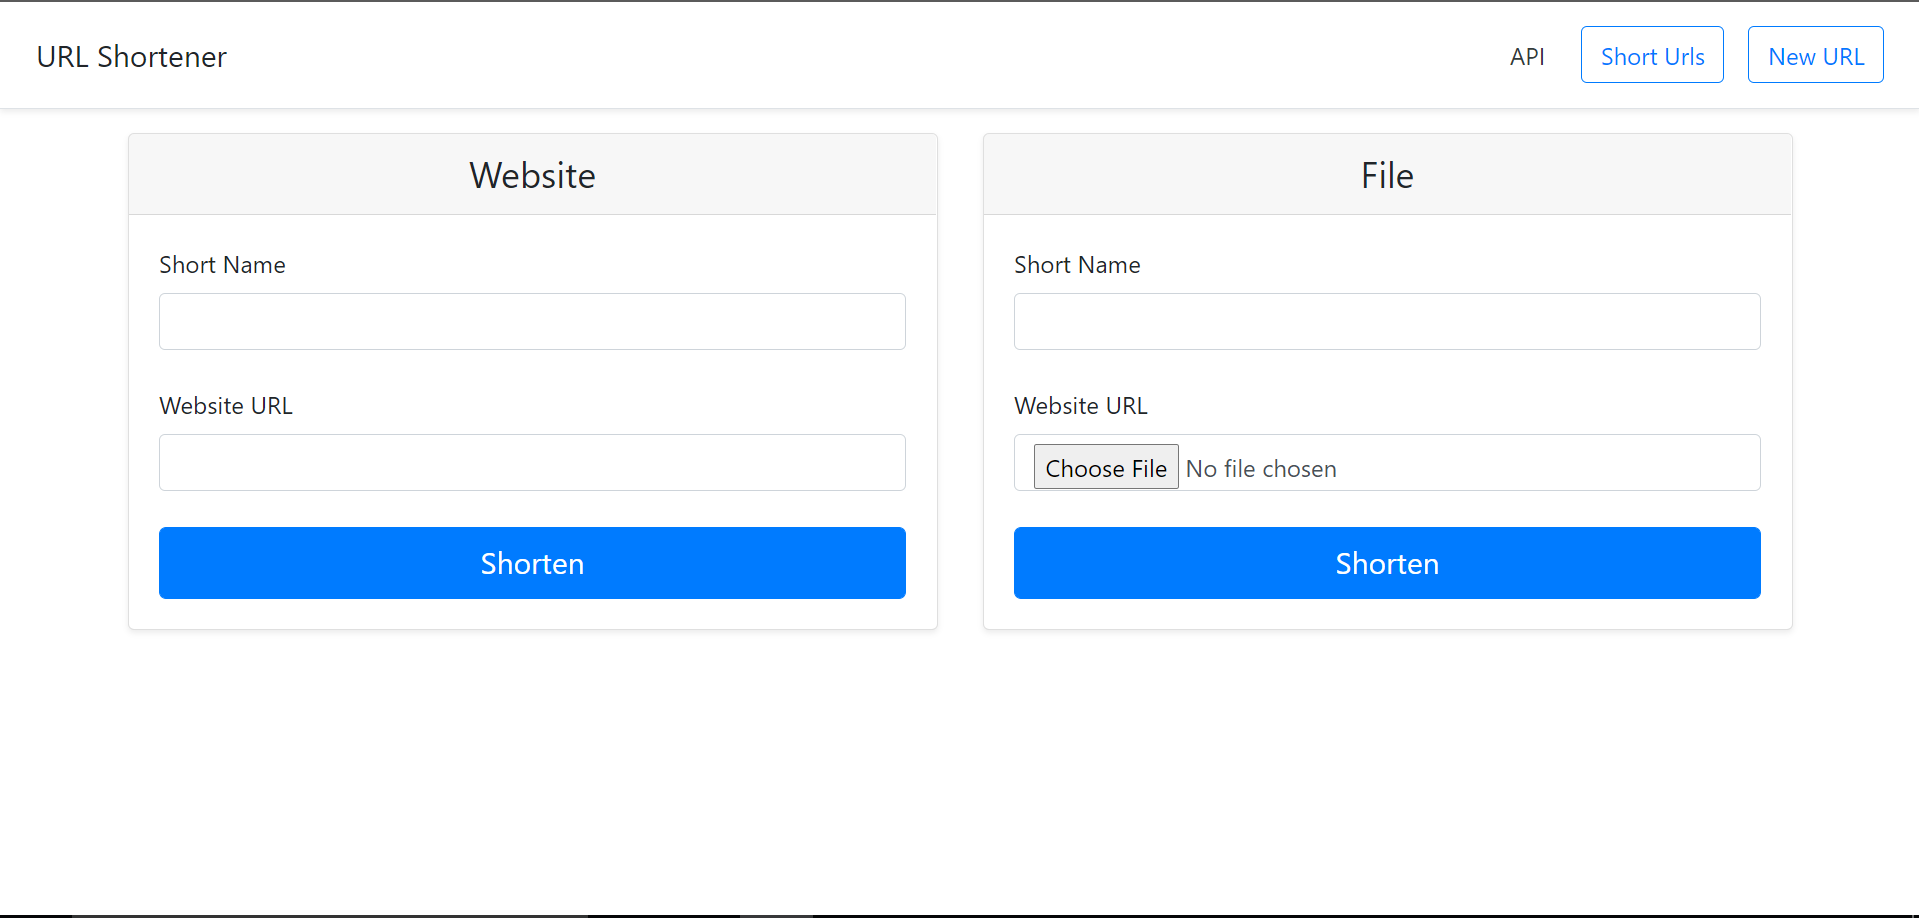 URL Shortener
API
Short Urls
New URL
Website
Short Name
Website URL
Shorten
File
Short Name
Website URL
Choose File No file chosen
Shorten